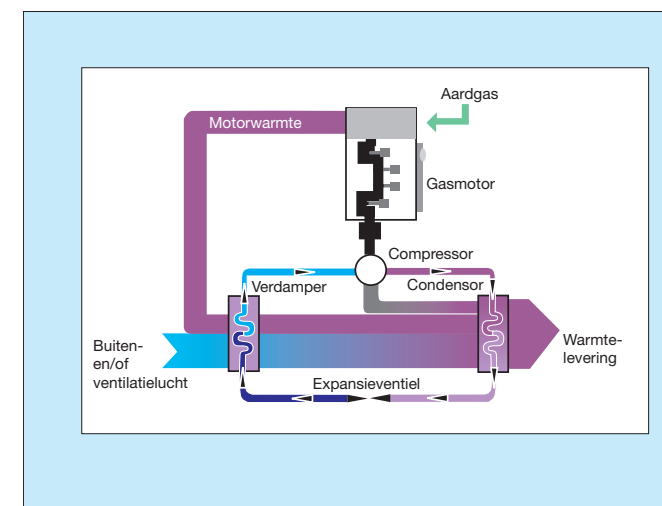 Aardgas
Motorwarmte
Gasmotor
Compressor
Verdamper
Condensor
Buiten-
en/of
ventilatielucht
Warmte-
levering
Expansieventiel